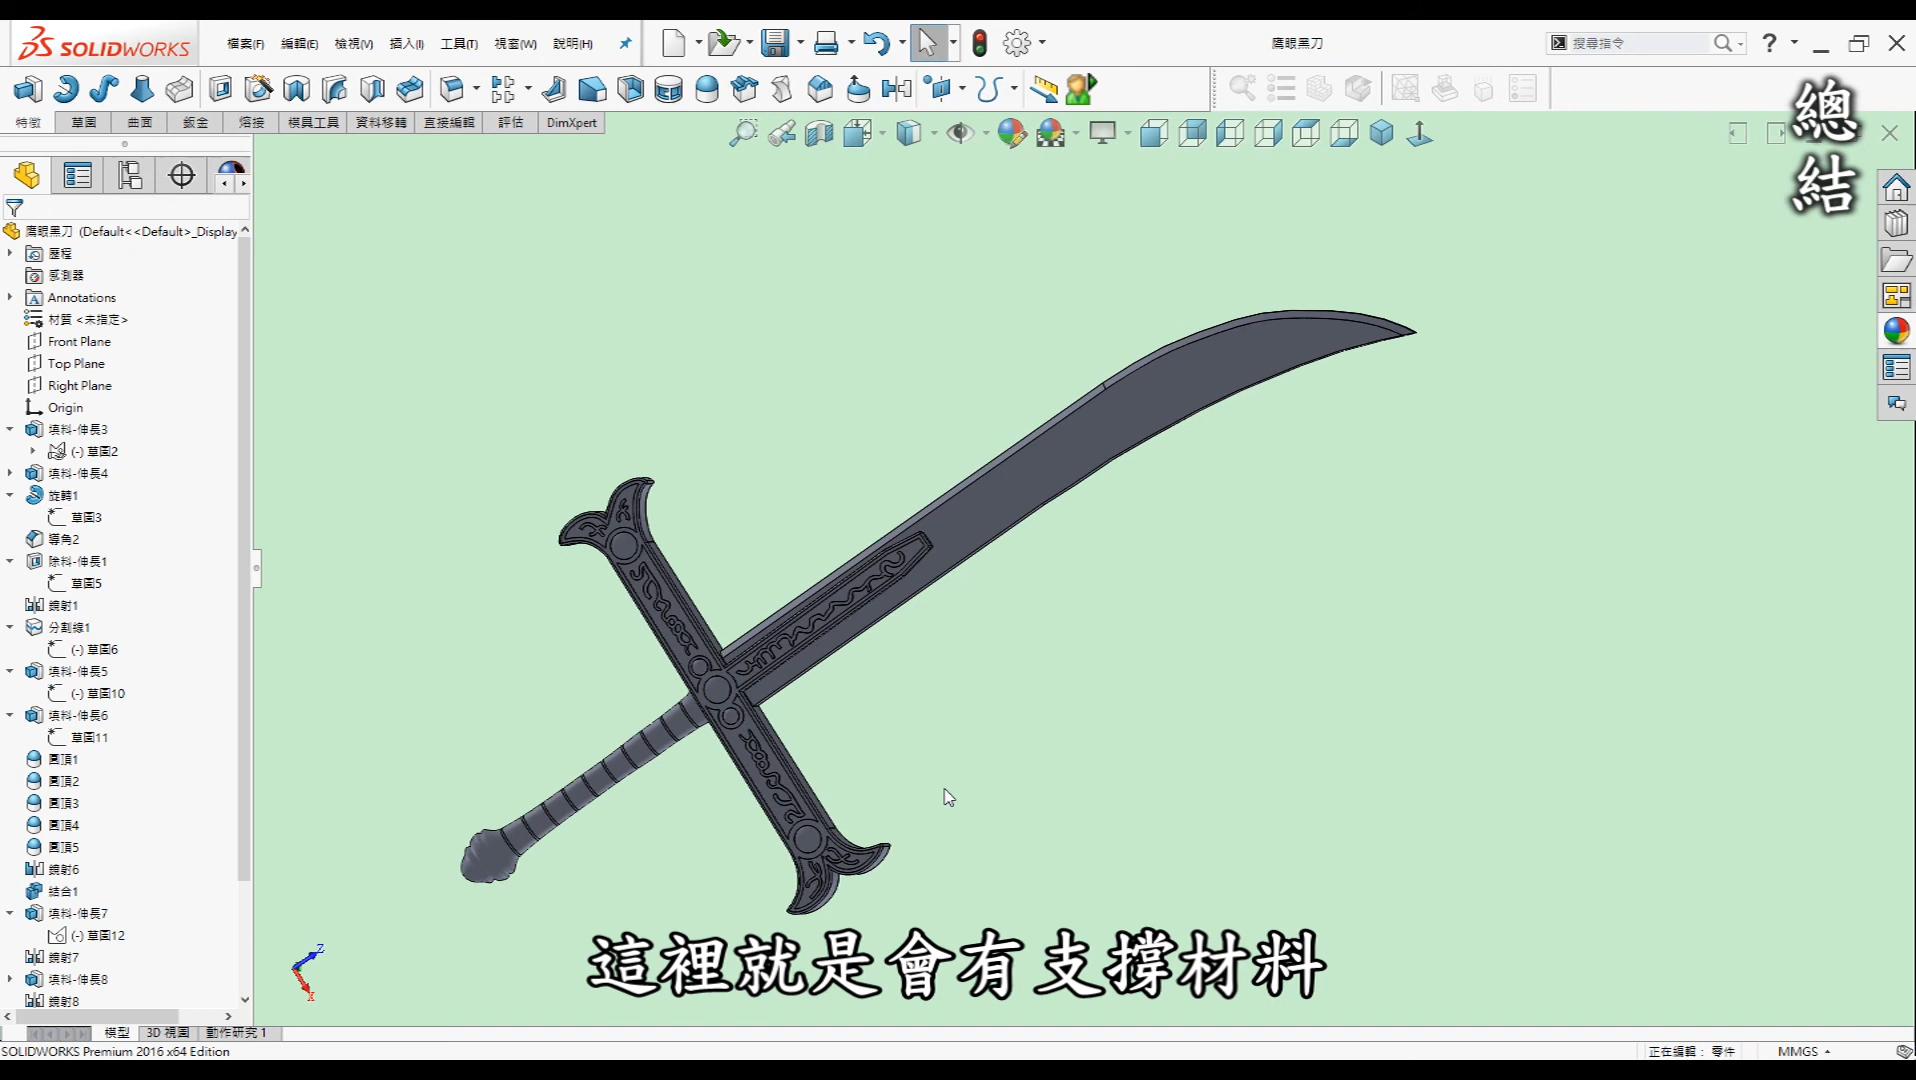 SOLIDWORKS
檔案(F) 編輯(E) 檢視(V) 插入(I) 工具(T) 視窗(W) 說明(H)
鷹眼黑刀
搜尋指令
?
特徵 草圖 曲面 鈑金 熔接 模具工具 資料移轉 直接編輯 評估 DimXpert
總結
鷹眼黑刀 (Default<<Default>_Display
歷程
感測器
Annotations
材質 <未指定>
Front Plane
Top Plane
Right Plane
Origin
填料-伸長3
(-) 草圖2
填料-伸長4
旋轉1
草圖3
導角2
除料-伸長1
草圖5
鏡射1
分割線1
(-) 草圖6
填料-伸長5
(-) 草圖10
填料-伸長6
草圖11
圓頂1
圓頂2
圓頂3
圓頂4
圓頂5
鏡射6
結合1
填料-伸長7
(-) 草圖12
鏡射7
填料-伸長8
鏡射8
Z
X
這裡就是會有支撐材料
模型 3D 視圖 動作研究 1
SOLIDWORKS Premium 2016 x64 Edition
正在編輯: 零件
MMGS